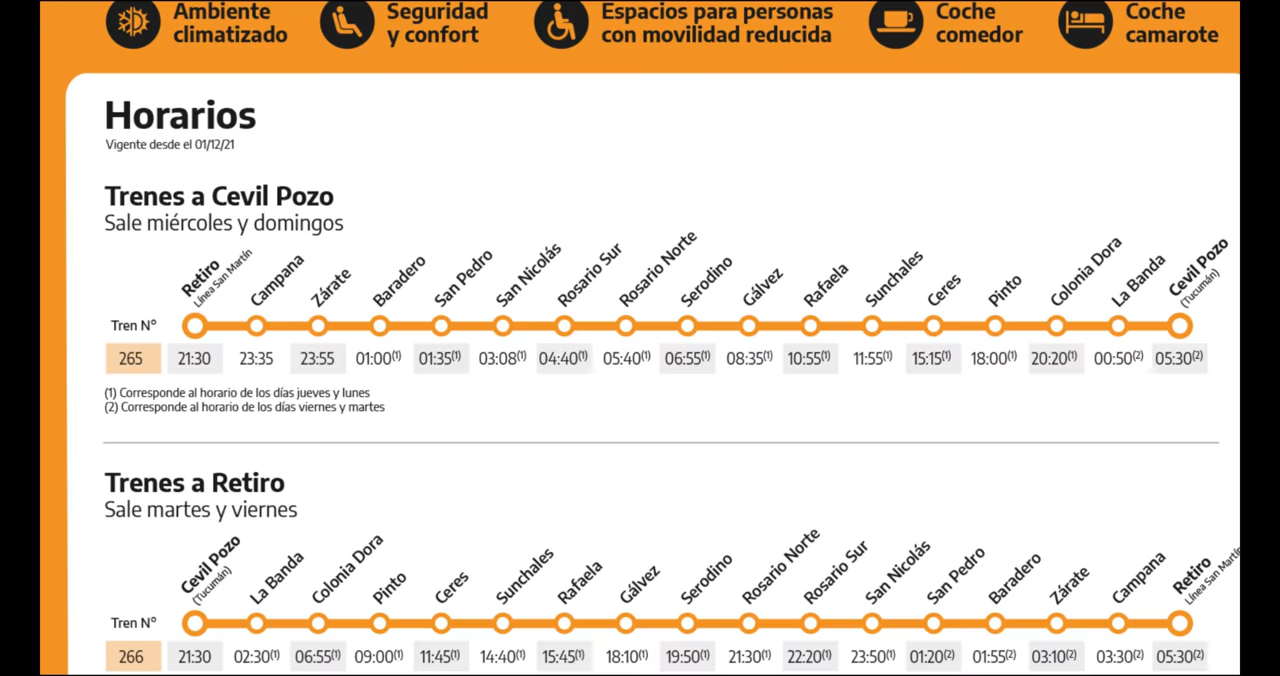 Ambiente
climatizado
Seguridad
y confort
Espacios para personas
con movilidad reducida
Coche
comedor
Coche
camarote
Horarios
Vigente desde el 01/12/21
Trenes a Cevil Pozo
Sale miércoles y domingos
Retiro
Línea San Martín
Campana
Zárate
Baradero
San Pedro
San Nicolás
Rosario Sur
Rosario Norte
Serodino
Gálvez
Rafaela
Sunchales
Ceres
Pinto
Colonia Dora
La Banda
Cevil Pozo
(Tucumán)
Tren N°
265 21:30 23:35 23:55 01:00(1) 01:35(1) 03:08(1) 04:40(1) 05:40(1) 06:55(1) 08:35(1) 10:55(1) 11:55(1) 15:15(1) 18:00(1) 20:20(1) 00:50(2) 05:30(2)
(1) Corresponde al horario de los días jueves y lunes
(2) Corresponde al horario de los días viernes y martes
Trenes a Retiro
Sale martes y viernes
Cevil Pozo
(Tucumán)
La Banda
Colonia Dora
Pinto
Ceres
Sunchales
Rafaela
Gálvez
Serodino
Rosario Norte
Rosario Sur
San Nicolás
San Pedro
Baradero
Zárate
Campana
Retiro
Línea San Martín
Tren N°
266 21:30 02:30(1) 06:55(1) 09:00(1) 11:45(1) 14:40(1) 15:45(1) 18:10(1) 19:50(1) 21:30(1) 22:20(1) 23:50(1) 01:20(2) 01:55(2) 03:10(2) 03:30(2) 05:30(2)